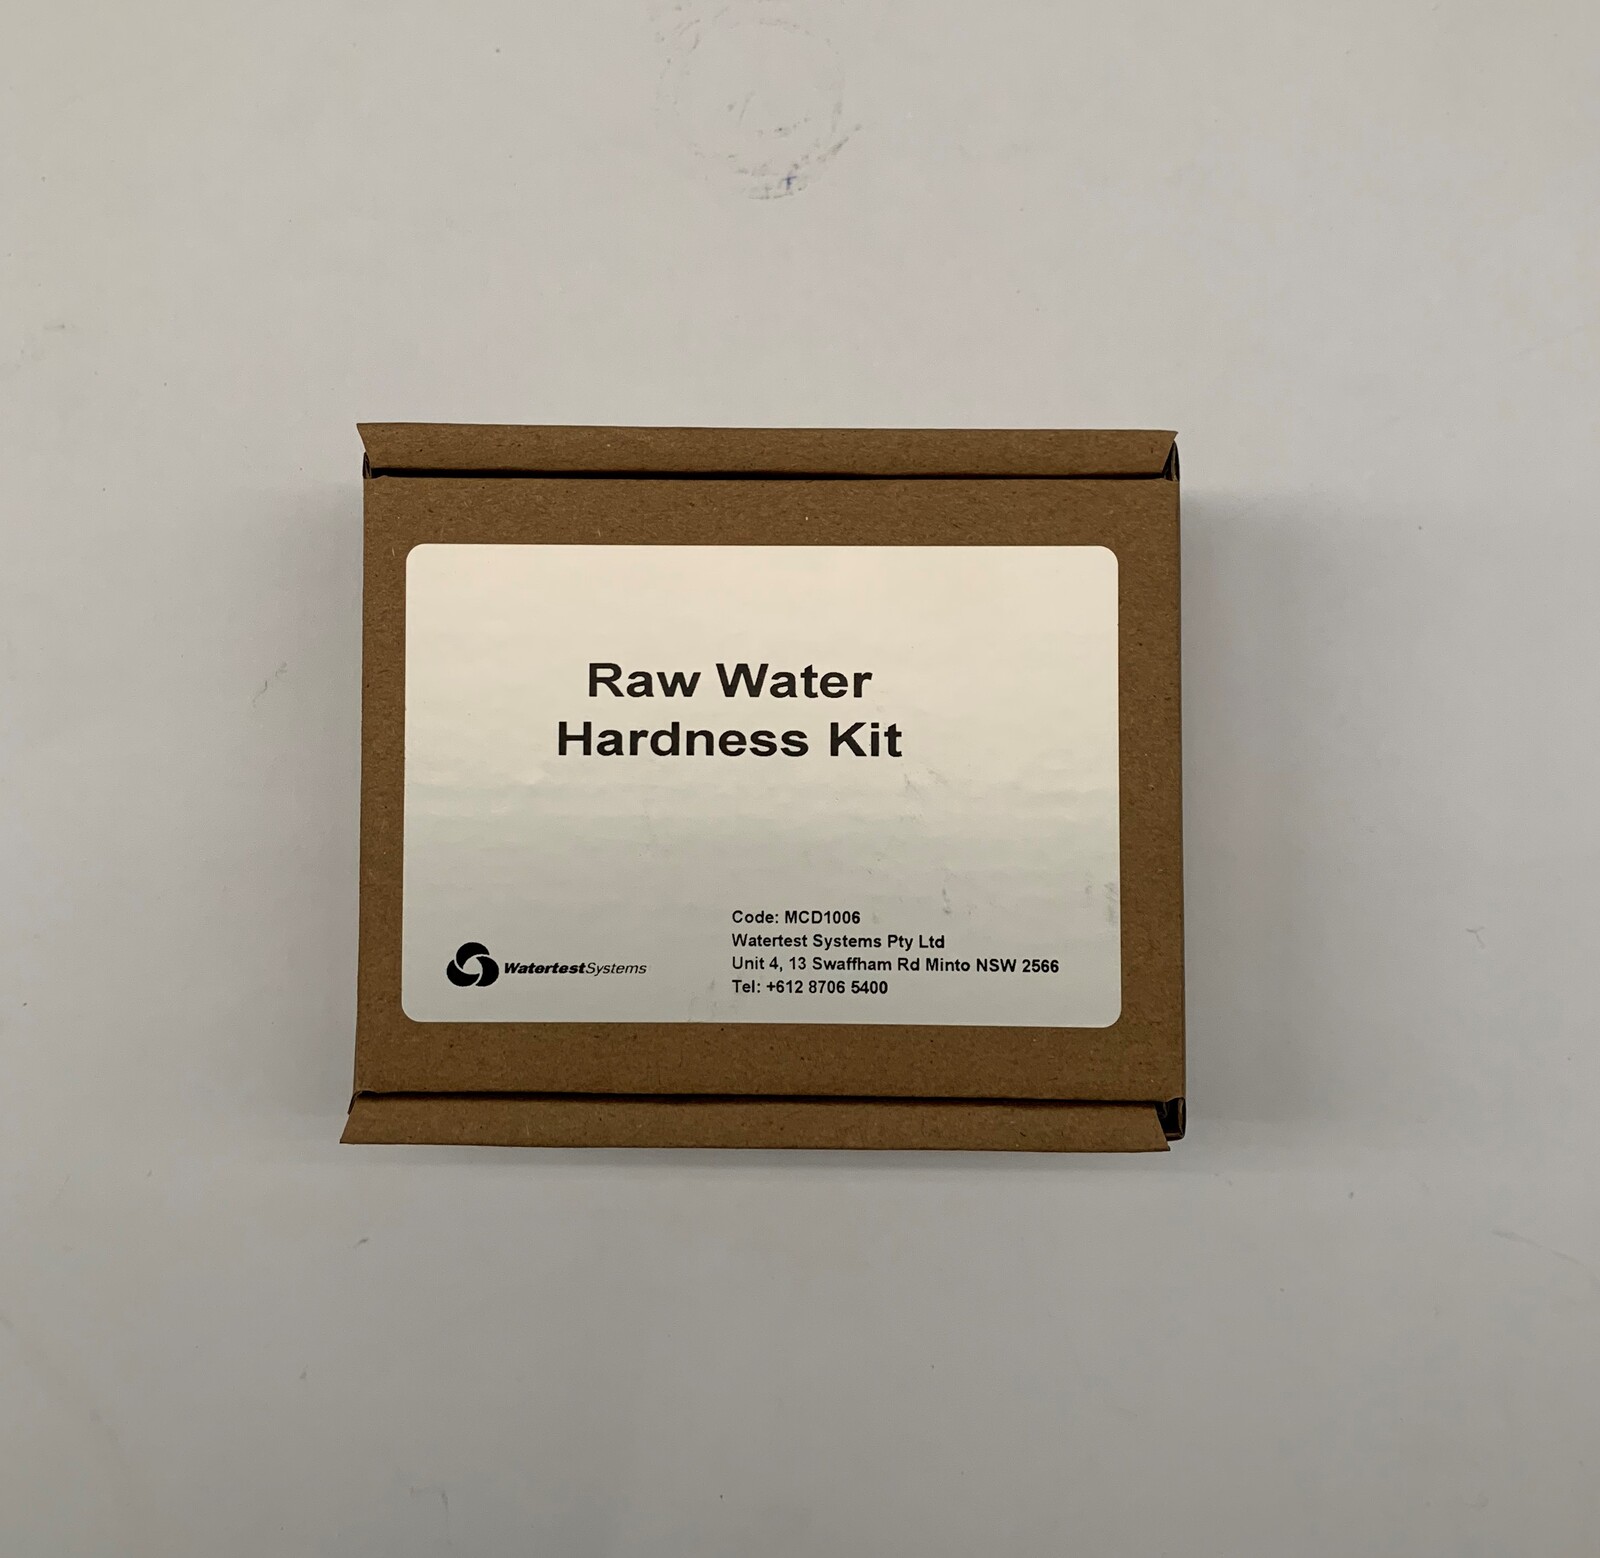 Raw Water
Hardness Kit
Code: MCD1006
Watertest Systems Pty Ltd
Unit 4, 13 Swaffham Rd Minto NSW 2566
Tel: +612 8706 5400
WatertestSystems